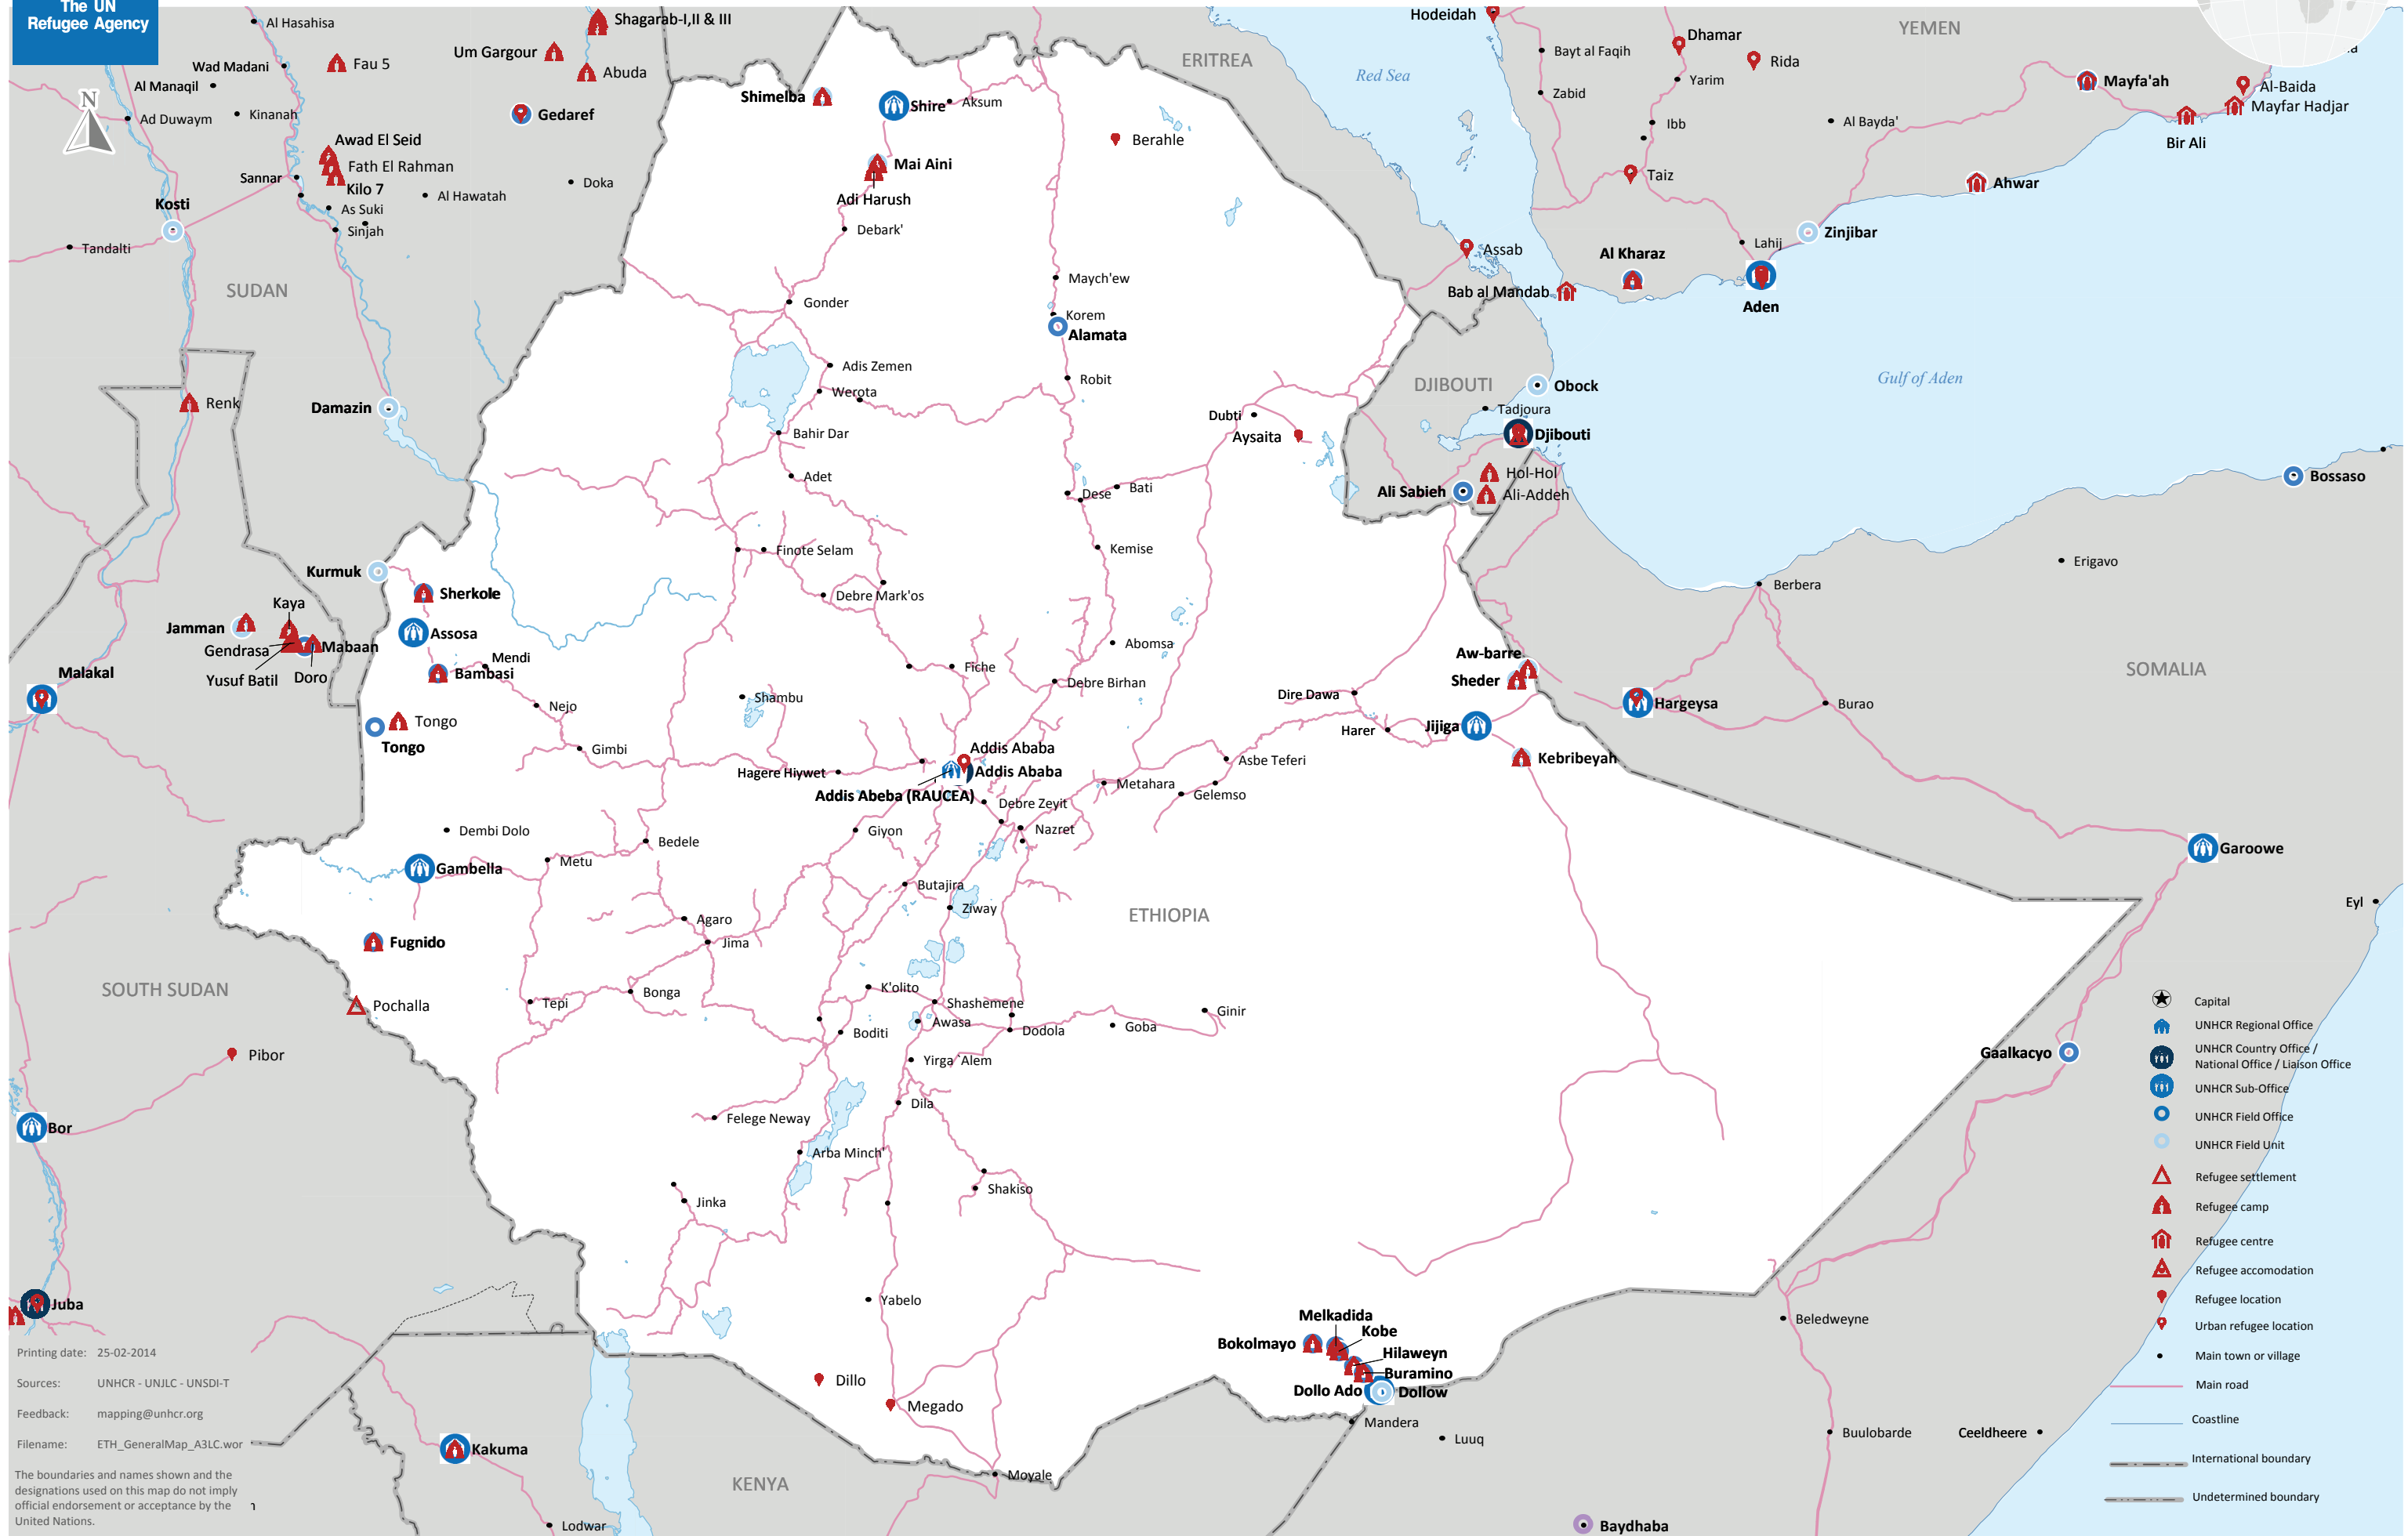 The UN
Refugee Agency
Al Hasahisa
Shagarab-I,II & III
Hodeidah
YEMEN
Dhamar
Um Gargour
Bayt al Faqih
ERITREA
Rida
Wad Madani
Fau 5
Abuda
Red Sea
Yarim
Mayfa'ah
Al Manaqil
Al-Baida
Zabid
Shimelba
Shire
Aksum
Mayfar Hadjar
N
Kinanah
Gedaref
Ad Duwaym
Ibb
Al Bayda'
Awad El Seid
Berahle
Bir Ali
Fath El Rahman
Mai Aini
Sannar
Kilo 7
Doka
Taiz
Ahwar
Al Hawatah
Adi Harush
Kosti
As Suki
Sinjah
Debark'
Zinjibar
Tandalti
Lahij
Assab
Al Kharaz
Maych'ew
SUDAN
Bab al Mandab
Gonder
Aden
Korem
Alamata
Adis Zemen
Robit
Gulf of Aden
DJIBOUTI
Obock
Werota
Renk
Damazin
Tadjoura
Dubti
Bahir Dar
Aysaita
Djibouti
Adet
Hol-Hol
Bossaso
Dese
Bati
Ali Sabieh
Ali-Addeh
Finote Selam
Kemise
Erigavo
Kurmuk
Berbera
Sherkole
Debre Mark'os
Kaya
Jamman
Assosa
Abomsa
Gendrasa
Mabaan
Aw-barre
Mendi
Fiche
SOMALIA
Malakal
Bambasi
Yusuf Batil
Doro
Sheder
Debre Birhan
Shambu
Dire Dawa
Hargeysa
Burao
Nejo
Tongo
Jijiga
Harer
Tongo
Gimbi
Addis Ababa
Kebribeyah
Asbe Teferi
Hagere Hiywet
Addis Ababa
Metahara
Addis Abeba (RAUCEA)
Gelemso
Debre Zeyit
Dembi Dolo
Giyon
Nazret
Bedele
Garoowe
Metu
Gambella
Butajira
Ziway
Eyl
ETHIOPIA
Agaro
Fugnido
Jima
SOUTH SUDAN
K'olito
Bonga
Capital
Tepi
Shashemene
Pochalla
Ginir
Awasa
UNHCR Regional Office
Boditi
Dodola
Goba
UNHCR Country Office /
National Office / Liaison Office
Gaalkacyo
Pibor
Yirga 'Alem
UNHCR Sub-Office
Dila
UNHCR Field Office
Felege Neway
Bor
UNHCR Field Unit
Arba Minch'
Refugee settlement
Shakiso
Jinka
Refugee camp
Refugee centre
Refugee accomodation
Yabelo
Refugee location
Juba
Melkadida
Beledweyne
Urban refugee location
Kobe
Bokolmayo
Printing date: 25-02-2014
Hilaweyn
Main town or village
Buramino
Dillo
Sources: UNHCR - UNJLC - UNSDI-T
Main road
Dollo Ado
Dollow
Megado
Feedback: mapping@unhcr.org
Mandera
Coastline
Buulobarde
Ceeldheere
Luuq
Filename: ETH_GeneralMap_A3LC.wor
Kakuma
International boundary
Moyale
The boundaries and names shown and the
designations used on this map do not imply
official endorsement or acceptance by the
United Nations.
KENYA
Undetermined boundary
Lodwar
Baydhaba